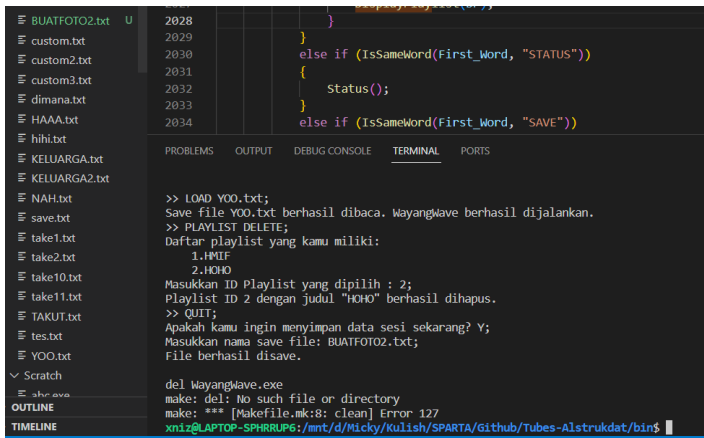 BUATFOTO2.txt U
custom.txt
custom2.txt
custom3.txt
dimana.txt
HAAA.txt
hihi.txt
KELUARGA.txt
KELUARGA2.txt
NAH.txt
save.txt
take1.txt
take2.txt
take10.txt
take11.txt
TAKUT.txt
tes.txt
YOO.txt
Scratch
abc.exe
OUTLINE
TIMELINE
2028 }
2029 }
2030 else if (IsSameWord(First_Word, "STATUS"))
2031 {
2032 Status();
2033 }
2034 else if (IsSameWord(First_Word, "SAVE"))
PROBLEMS OUTPUT DEBUG CONSOLE TERMINAL PORTS
>> LOAD YOO.txt;
Save file YOO.txt berhasil dibaca. WayangWave berhasil dijalankan.
>> PLAYLIST DELETE;
Daftar playlist yang kamu miliki:
1.HMIF
2.HOHO
Masukkan ID Playlist yang dipilih : 2;
Playlist ID 2 dengan judul "HOHO" berhasil dihapus.
>> QUIT;
Apakah kamu ingin menyimpan data sesi sekarang? Y;
Masukkan nama save file: BUATFOTO2.txt;
File berhasil disave.
del WayangWave.exe
make: del: No such file or directory
make: *** [Makefile.mk:8: clean] Error 127
xniz@LAPTOP-SPHRRUP6:/mnt/d/Micky/Kulish/SPARTA/Github/Tubes-Alstrukdat/bin$